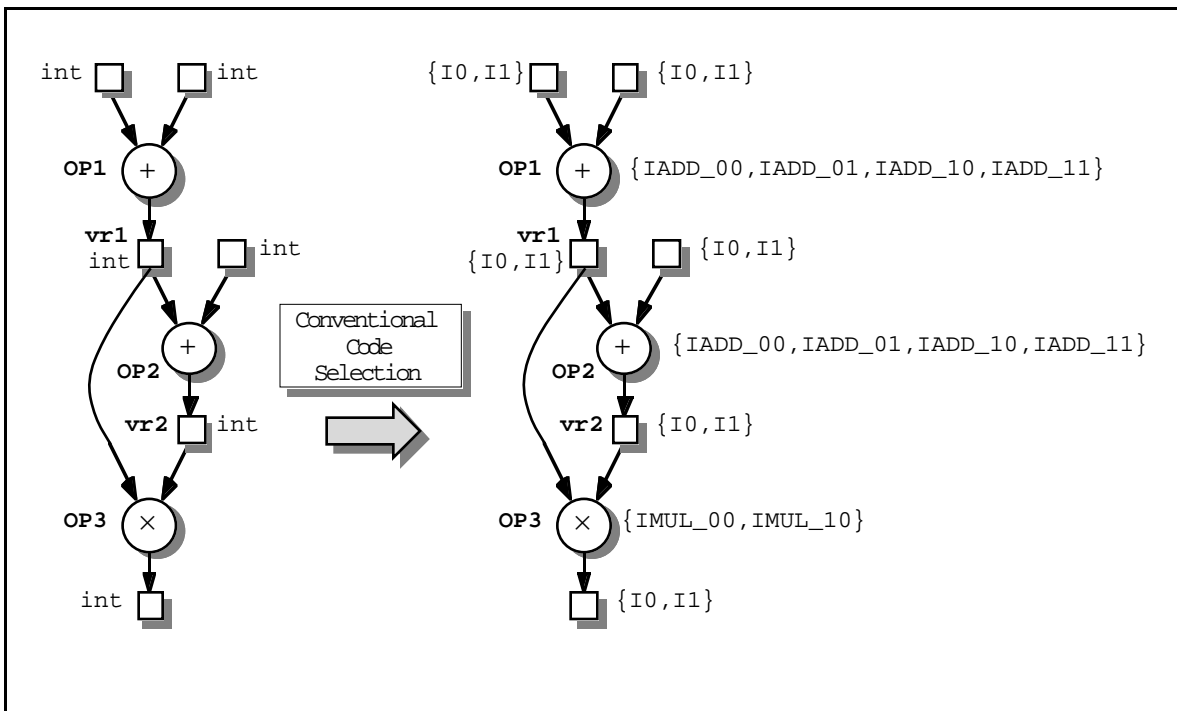 int int {I0,I1} {I0,I1}
OP1 + OP1 + {IADD_00,IADD_01,IADD_10,IADD_11}
vr1 int vr1 {I0,I1}
int {I0,I1}
Conventional
Code
Selection
+ + {IADD_00,IADD_01,IADD_10,IADD_11}
OP2 OP2
vr2 int vr2 {I0,I1}
OP3 × OP3 × {IMUL_00,IMUL_10}
int {I0,I1}